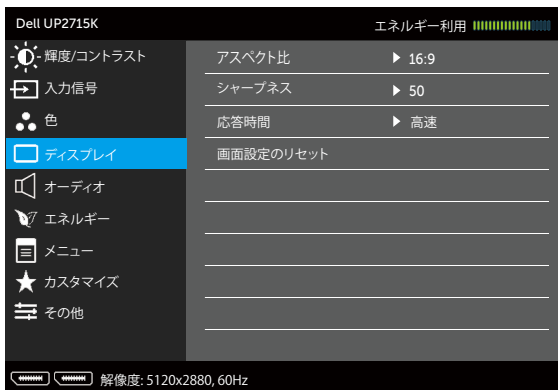 Dell UP2715K
エネルギー利用
輝度/コントラスト
入力信号
色
ディスプレイ
オーディオ
エネルギー
メニュー
カスタマイズ
その他
アスペクト比 16:9
シャープネス 50
応答時間 高速
画面設定のリセット
解像度: 5120x2880, 60Hz